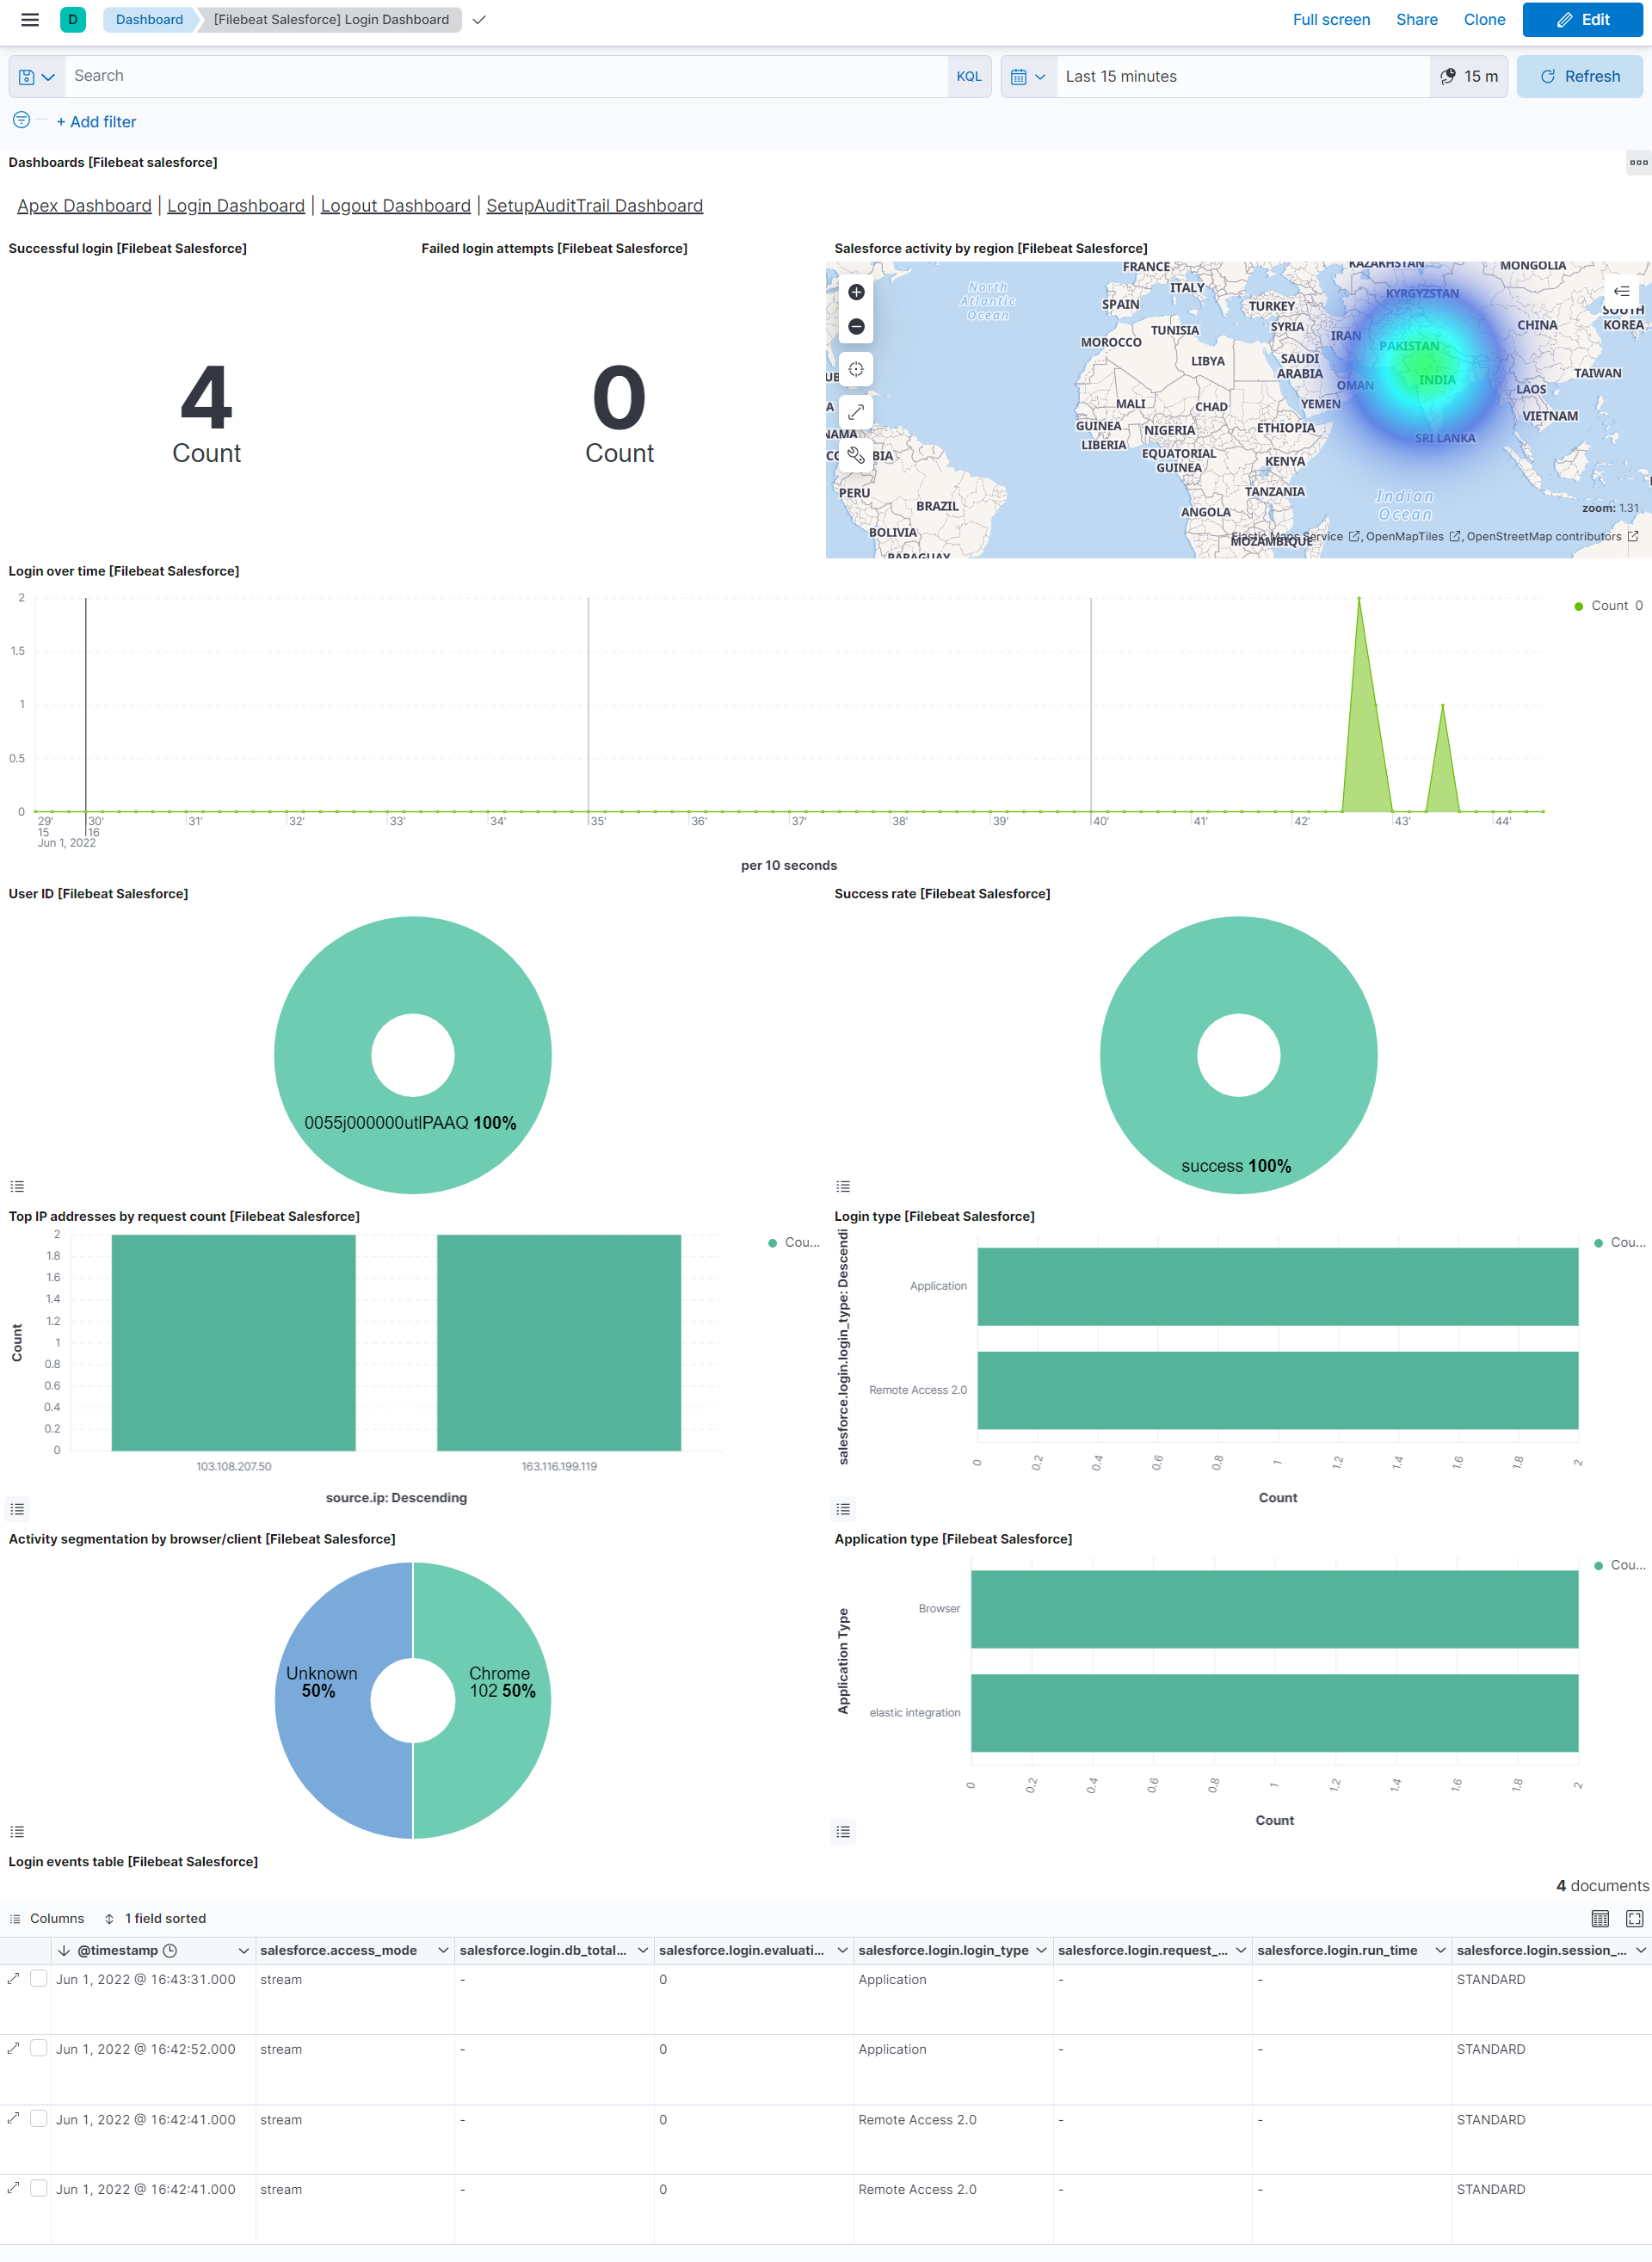 D Dashboard [Filebeat Salesforce] Login Dashboard Full screen Share Clone Edit
Search KQL Last 15 minutes 15 m Refresh
+ Add filter
Dashboards [Filebeat salesforce]
Apex Dashboard | Login Dashboard | Logout Dashboard | SetupAuditTrail Dashboard
Successful login [Filebeat Salesforce]
4
Count
Failed login attempts [Filebeat Salesforce]
0
Count
Salesforce activity by region [Filebeat Salesforce]
FRANCE KAZAKHSTAN MONGOLIA
North
Atlantic
Ocean
ITALY KYRGYZSTAN
SPAIN TURKEY SOUTH
KOREA
TUNISIA SYRIA IRAN CHINA
MOROCCO PAKISTAN
LIBYA SAUDI
ARABIA OMAN INDIA LAOS TAIWAN
MALI CHAD YEMEN VIETNAM
GUINEA NIGERIA ETHIOPIA SRI LANKA
LIBERIA EQUATORIAL
GUINEA KENYA
PERU TANZANIA
BRAZIL ANGOLA Indian
Ocean
zoom: 1.31
BOLIVIA MOZAMBIQUE
Elastic Maps Service , OpenMapTiles , OpenStreetMap contributors
PARAGUAY
Login over time [Filebeat Salesforce]
2
1.5
1
0.5
0
Count 0
29' 30' 31' 32' 33' 34' 35' 36' 37' 38' 39' 40' 41' 42' 43' 44'
15 16
Jun 1, 2022
per 10 seconds
User ID [Filebeat Salesforce]
0055j000000utlPAAQ 100%
Success rate [Filebeat Salesforce]
success 100%
Top IP addresses by request count [Filebeat Salesforce]
Cou...
Count
2
1.8
1.6
1.4
1.2
1
0.8
0.6
0.4
0.2
0
103.108.207.50 163.116.199.119
source.ip: Descending
Login type [Filebeat Salesforce]
Cou...
salesforce.login.login_type: Descendi
Application
Remote Access 2.0
0 0.2 0.4 0.6 0.8 1 1.2 1.4 1.6 1.8 2
Count
Activity segmentation by browser/client [Filebeat Salesforce]
Unknown
50%
Chrome
102 50%
Application type [Filebeat Salesforce]
Cou...
Application Type
Browser
elastic integration
0 0.2 0.4 0.6 0.8 1 1.2 1.4 1.6 1.8 2
Count
Login events table [Filebeat Salesforce]
4 documents
Columns 1 field sorted
@timestamp salesforce.access_mode salesforce.login.db_total... salesforce.login.evaluati... salesforce.login.login_type salesforce.login.request_... salesforce.login.run_time salesforce.login.session_...
Jun 1, 2022 @ 16:43:31.000 stream - 0 Application - - STANDARD
Jun 1, 2022 @ 16:42:52.000 stream - 0 Application - - STANDARD
Jun 1, 2022 @ 16:42:41.000 stream - 0 Remote Access 2.0 - - STANDARD
Jun 1, 2022 @ 16:42:41.000 stream - 0 Remote Access 2.0 - - STANDARD